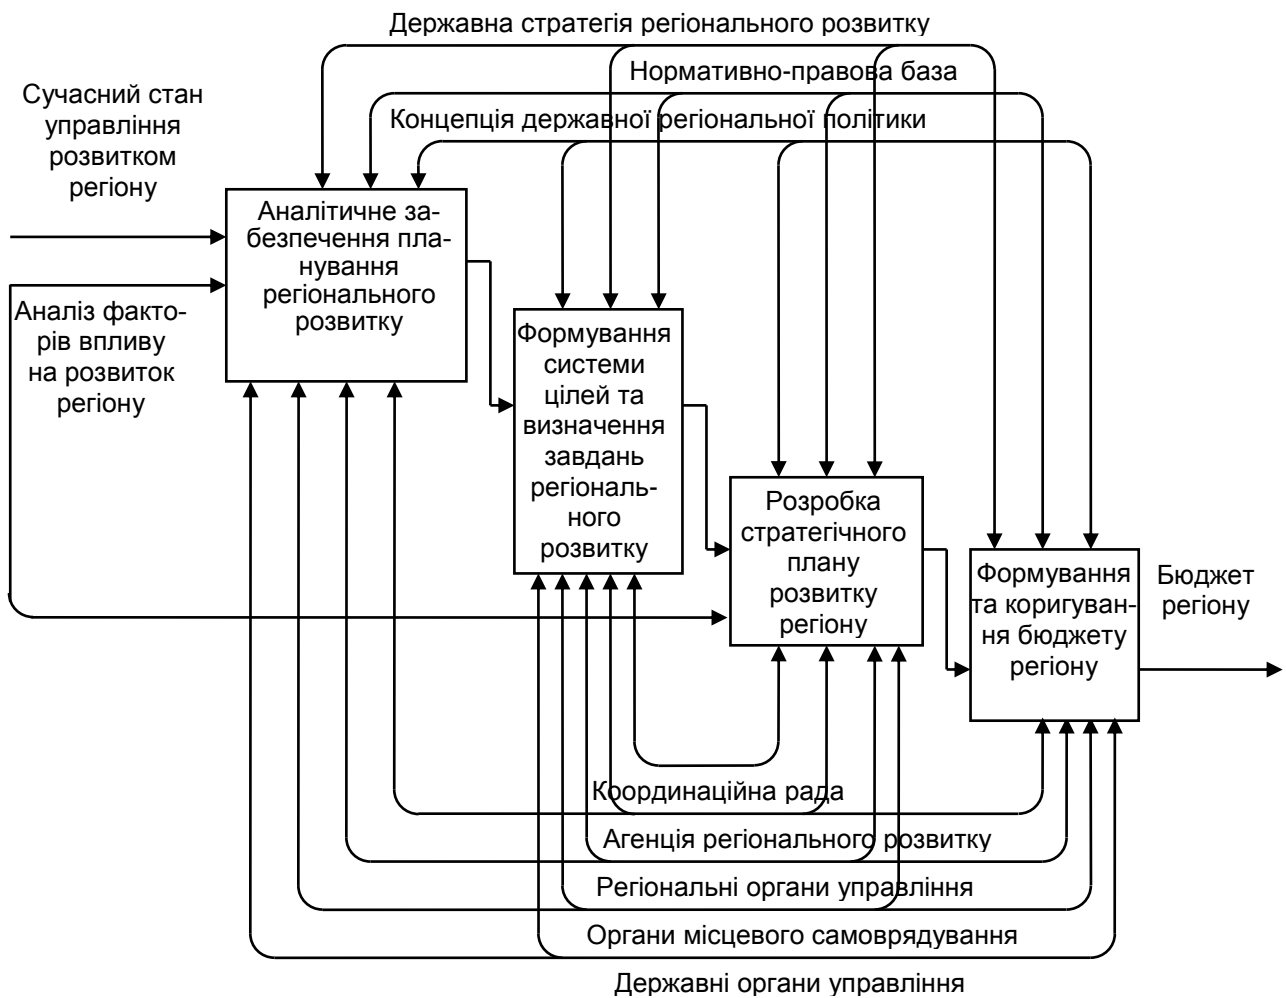 Державна стратегія регіонального розвитку
Нормативно-правова база
Концепція державної регіональної політики
Сучасний стан
управління
розвитком
регіону
Аналітичне за-
безпечення пла-
нування
регіонального
розвитку
Аналіз факто-
рів впливу
на розвиток
регіону
Формування
системи
цілей та
визначення
завдань
регіональ-
ного
розвитку
Розробка
стратегічного
плану
розвитку
регіону
Формування
та коригуван-
ня бюджету
регіону
Бюджет
регіону
Координаційна рада
Агенція регіонального розвитку
Регіональні органи управління
Органи місцевого самоврядування
Державні органи управління